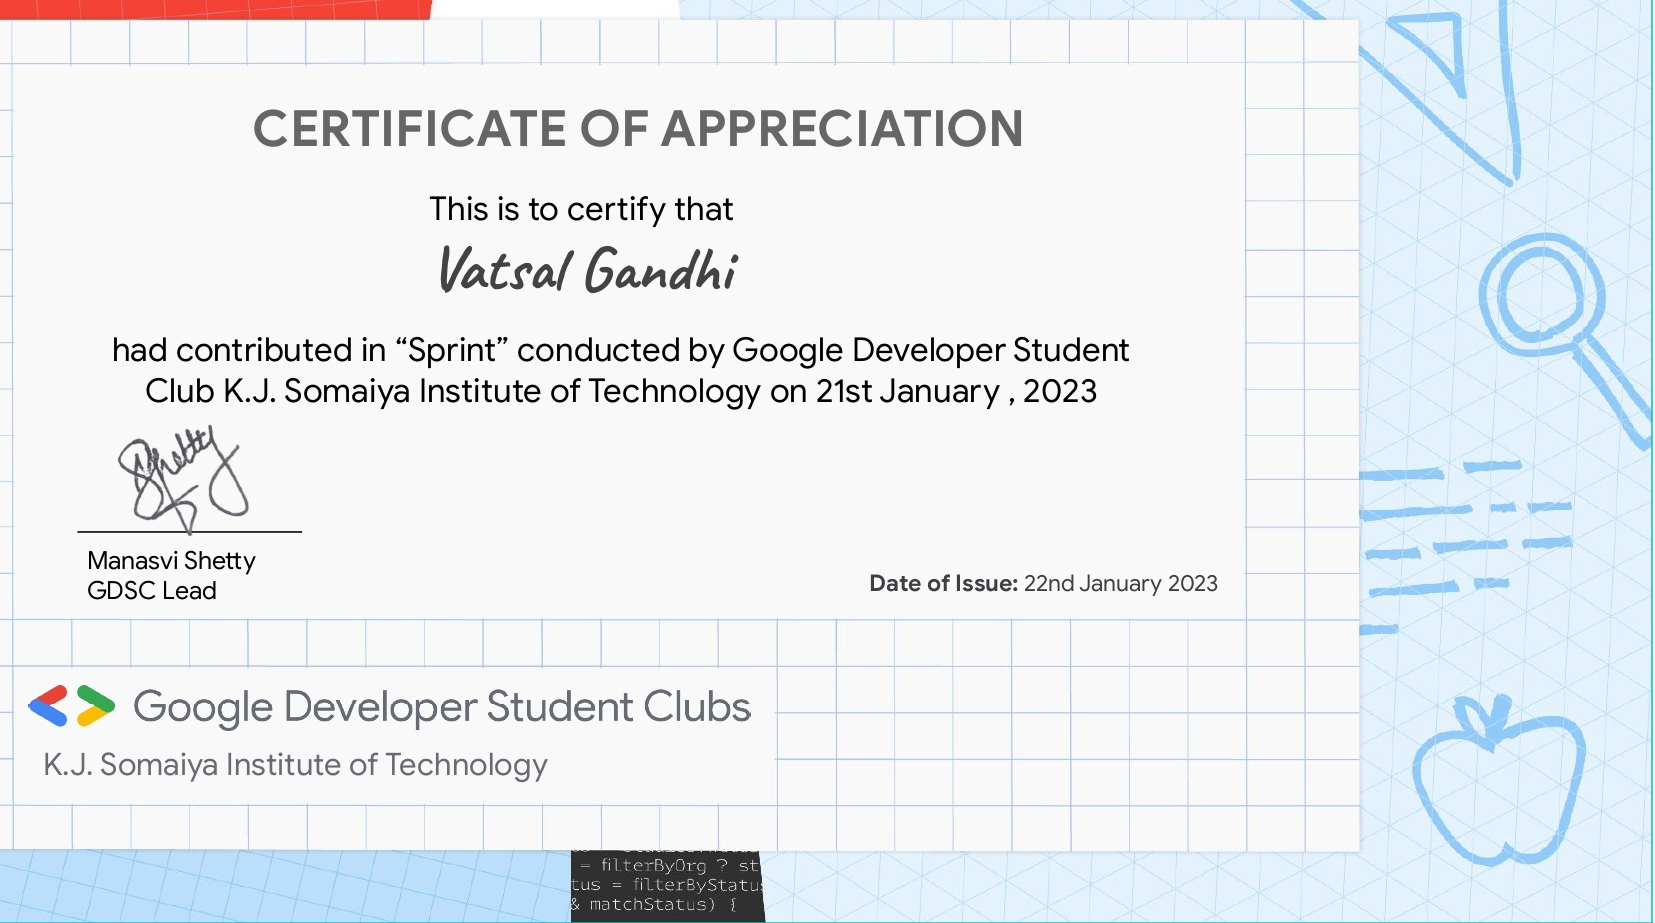 CERTIFICATE OF APPRECIATION
This is to certify that
Vatsal Gandhi
had contributed in “Sprint” conducted by Google Developer Student
Club K.J. Somaiya Institute of Technology on 21st January , 2023
Shetty
Manasvi Shetty
GDSC Lead
Date of Issue: 22nd January 2023
Google Developer Student Clubs
K.J. Somaiya Institute of Technology
= filterByOrg ? st
tus = filterByStatus
& matchStatus) {